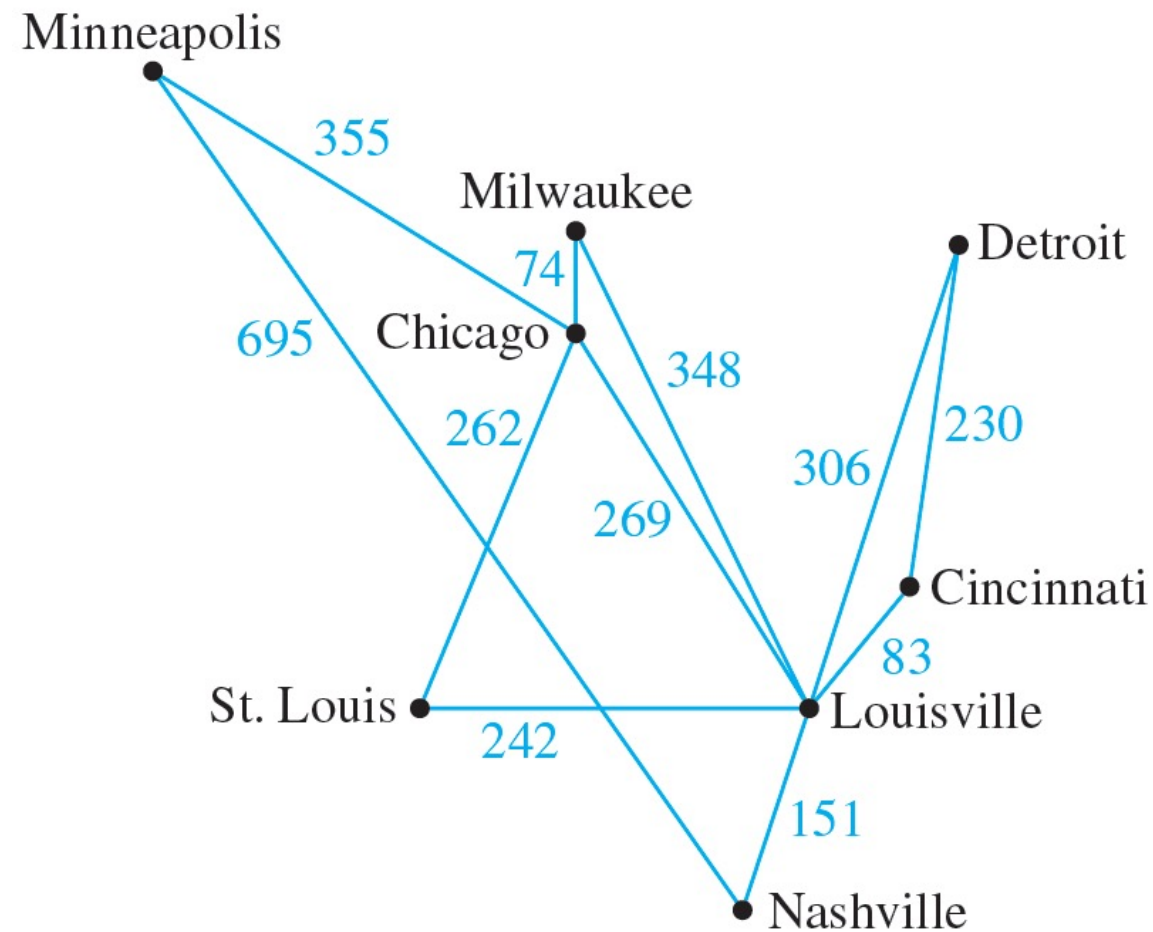 Minneapolis
355
Milwaukee
74
Detroit
Chicago
695
348
262
230
306
269
Cincinnati
83
St. Louis
Louisville
242
151
Nashville